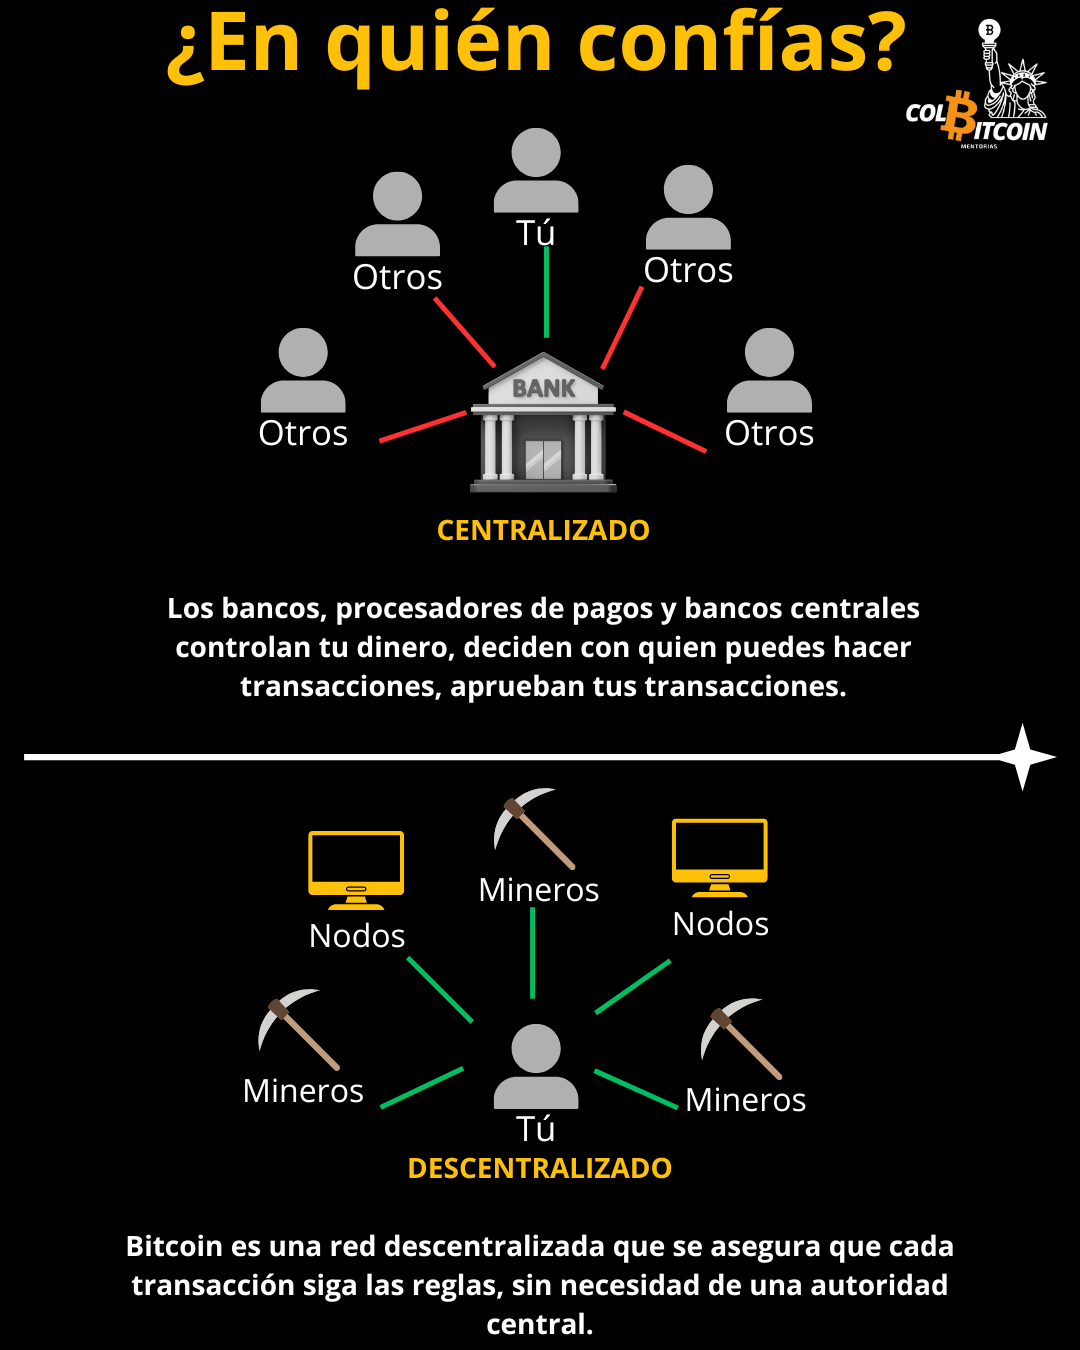 ¿En quién confías?
COLBITCOIN
MENTORIAS
Tú
Otros
Otros
Otros
Otros
BANK
CENTRALIZADO
Los bancos, procesadores de pagos y bancos centrales
controlan tu dinero, deciden con quien puedes hacer
transacciones, aprueban tus transacciones.
Mineros
Nodos
Nodos
Mineros
Mineros
Tú
DESCENTRALIZADO
Bitcoin es una red descentralizada que se asegura que cada
transacción siga las reglas, sin necesidad de una autoridad
central.